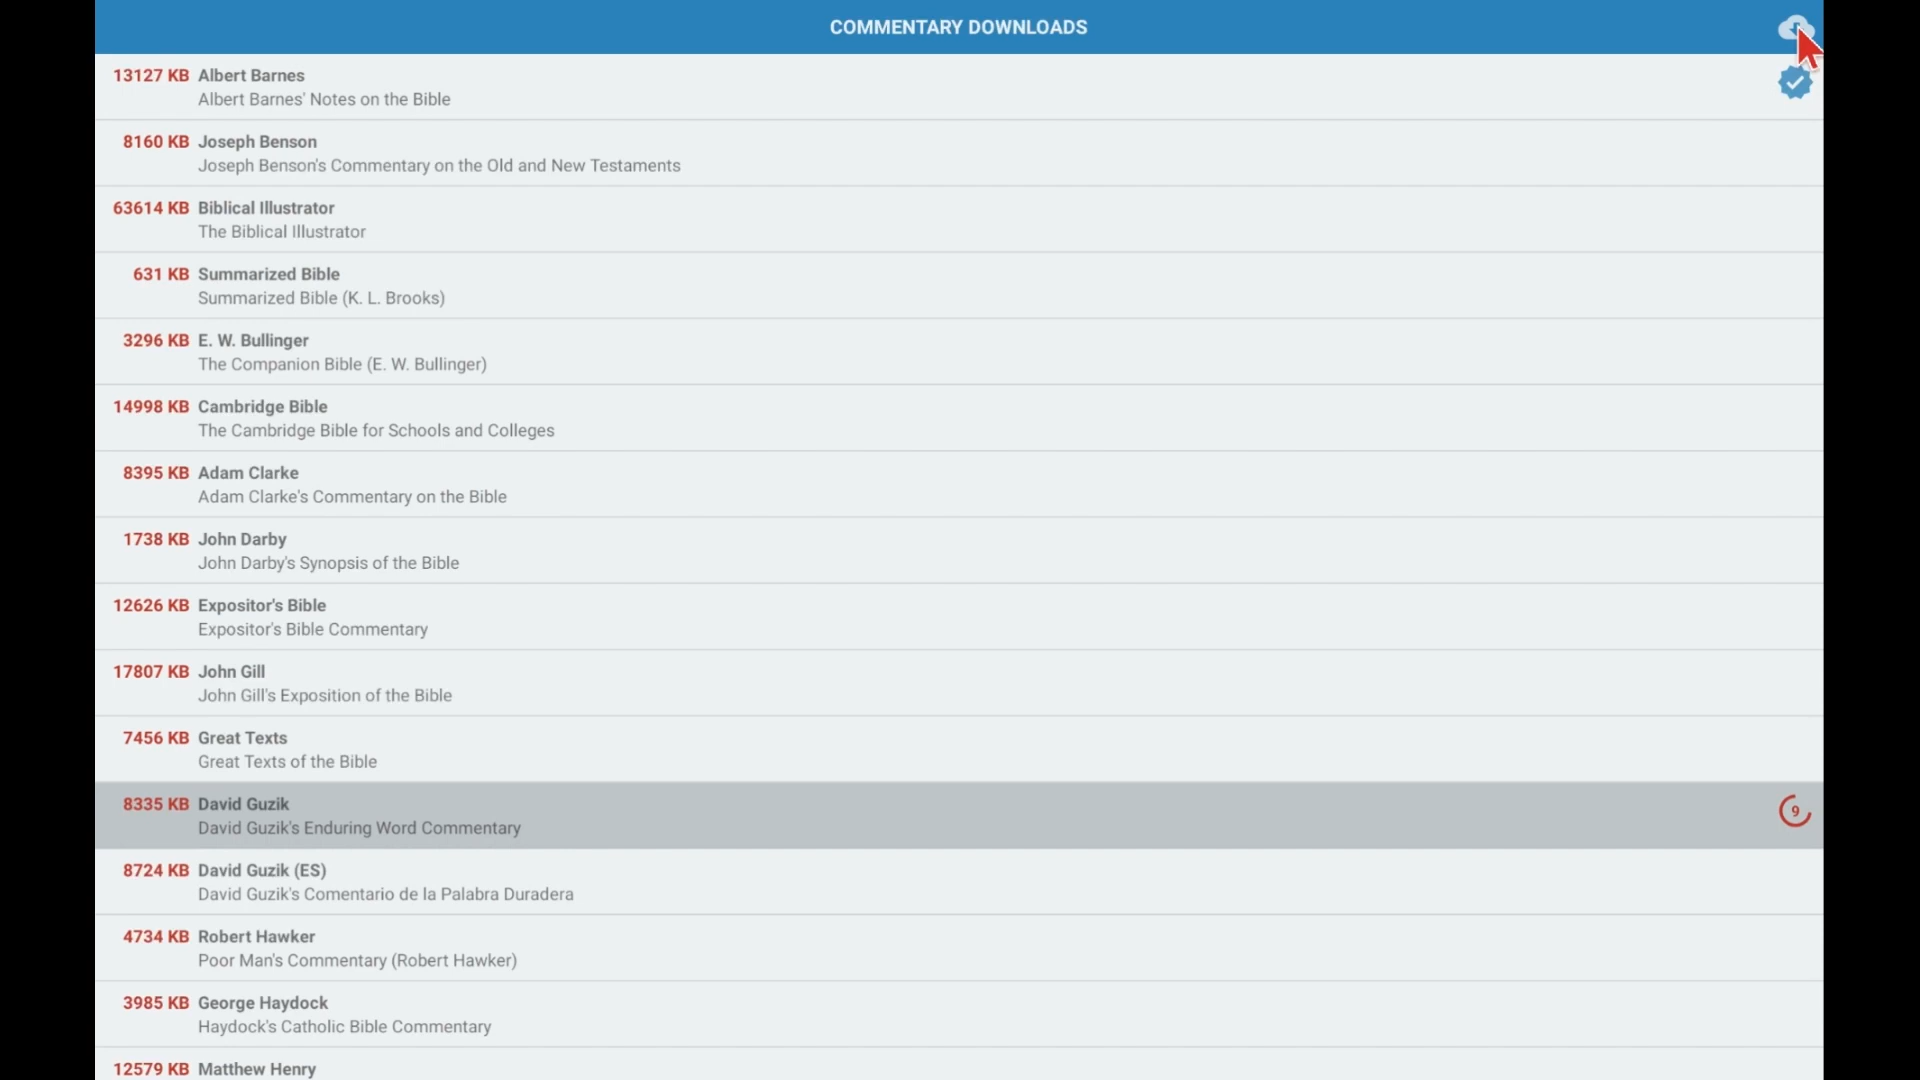 COMMENTARY DOWNLOADS
13127 KB Albert Barnes
Albert Barnes' Notes on the Bible
8160 KB Joseph Benson
Joseph Benson's Commentary on the Old and New Testaments
63614 KB Biblical Illustrator
The Biblical Illustrator
631 KB Summarized Bible
Summarized Bible (K. L. Brooks)
3296 KB E. W. Bullinger
The Companion Bible (E. W. Bullinger)
14998 KB Cambridge Bible
The Cambridge Bible for Schools and Colleges
8395 KB Adam Clarke
Adam Clarke's Commentary on the Bible
1738 KB John Darby
John Darby's Synopsis of the Bible
12626 KB Expositor's Bible
Expositor's Bible Commentary
17807 KB John Gill
John Gill's Exposition of the Bible
7456 KB Great Texts
Great Texts of the Bible
8335 KB David Guzik
David Guzik's Enduring Word Commentary
9
8724 KB David Guzik (ES)
David Guzik's Comentario de la Palabra Duradera
4734 KB Robert Hawker
Poor Man's Commentary (Robert Hawker)
3985 KB George Haydock
Haydock's Catholic Bible Commentary
12579 KB Matthew Henry